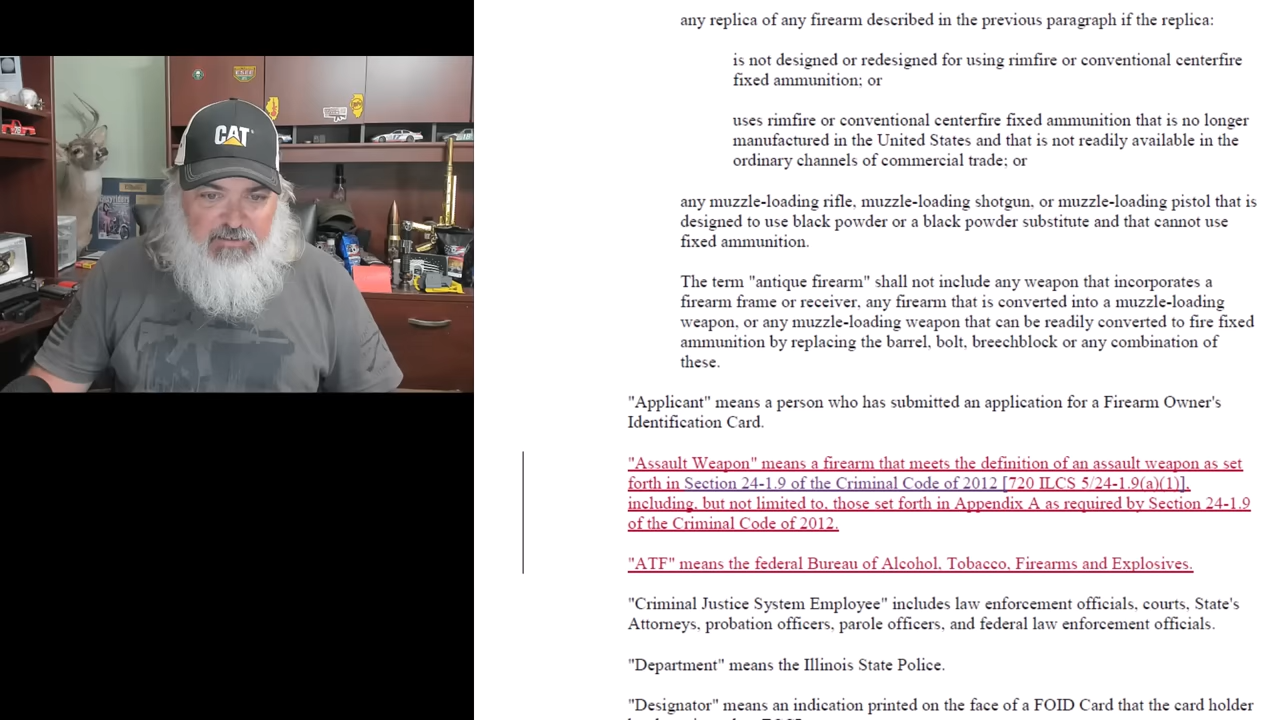 CAT
any replica of any firearm described in the previous paragraph if the replica:
is not designed or redesigned for using rimfire or conventional centerfire
fixed ammunition; or
uses rimfire or conventional centerfire fixed ammunition that is no longer
manufactured in the United States and that is not readily available in the
ordinary channels of commercial trade; or
any muzzle-loading rifle, muzzle-loading shotgun, or muzzle-loading pistol that is
designed to use black powder or a black powder substitute and that cannot use
fixed ammunition.
The term "antique firearm" shall not include any weapon that incorporates a
firearm frame or receiver, any firearm that is converted into a muzzle-loading
weapon, or any muzzle-loading weapon that can be readily converted to fire fixed
ammunition by replacing the barrel, bolt, breechblock or any combination of
these.
"Applicant" means a person who has submitted an application for a Firearm Owner's
Identification Card.
"Assault Weapon" means a firearm that meets the definition of an assault weapon as set
forth in Section 24-1.9 of the Criminal Code of 2012 [720 ILCS 5/24-1.9(a)(1)],
including, but not limited to, those set forth in Appendix A as required by Section 24-1.9
of the Criminal Code of 2012.
"ATF" means the federal Bureau of Alcohol, Tobacco, Firearms and Explosives.
"Criminal Justice System Employee" includes law enforcement officials, courts, State's
Attorneys, probation officers, parole officers, and federal law enforcement officials.
"Department" means the Illinois State Police.
"Designator" means an indication printed on the face of a FOID Card that the card holder